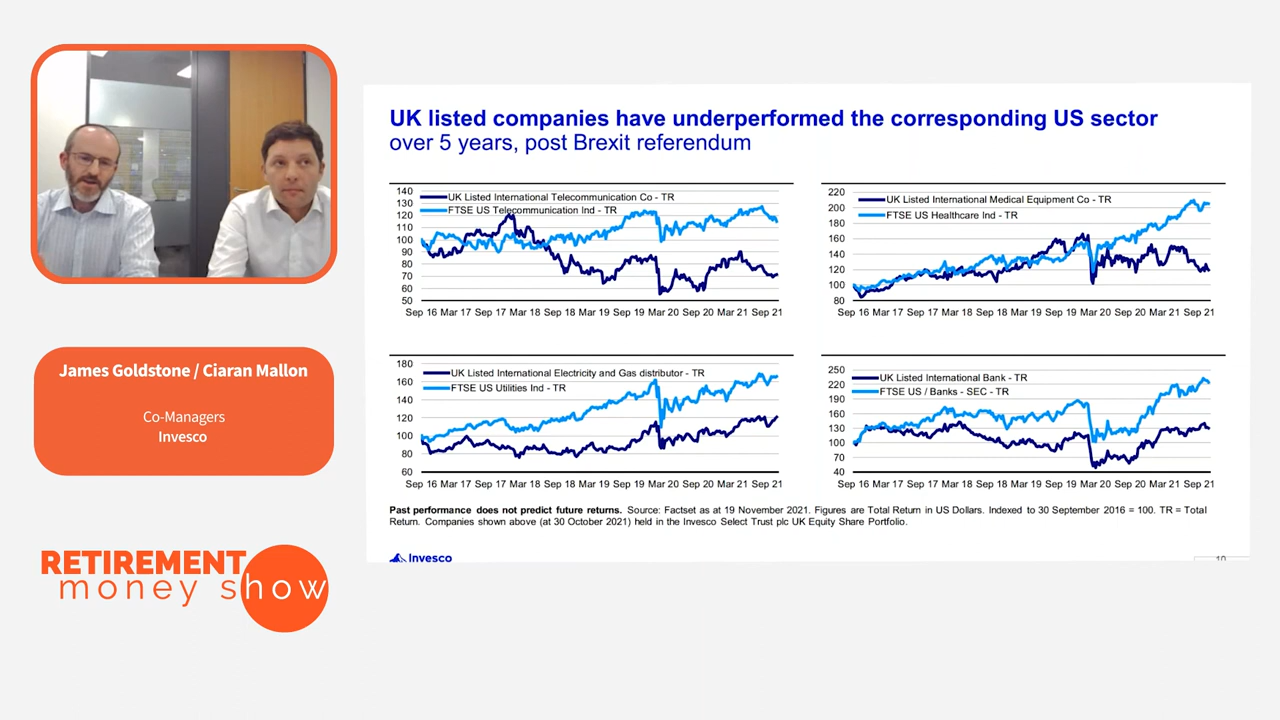 James Goldstone / Ciaran Mallon
Co-Managers
Invesco
RETIREMENT
money show
UK listed companies have underperformed the corresponding US sector
over 5 years, post Brexit referendum
140
130
120
110
100
90
80
70
60
50
UK Listed International Telecommunication Co - TR
FTSE US Telecommunication Ind - TR
Sep 16 Mar 17 Sep 17 Mar 18 Sep 18 Mar 19 Sep 19 Mar 20 Sep 20 Mar 21 Sep 21
220
200
180
160
140
120
100
80
UK Listed International Medical Equipment Co - TR
FTSE US Healthcare Ind - TR
Sep 16 Mar 17 Sep 17 Mar 18 Sep 18 Mar 19 Sep 19 Mar 20 Sep 20 Mar 21 Sep 21
180
160
140
120
100
80
60
UK Listed International Electricity and Gas distributor - TR
FTSE US Utilities Ind - TR
Sep 16 Mar 17 Sep 17 Mar 18 Sep 18 Mar 19 Sep 19 Mar 20 Sep 20 Mar 21 Sep 21
250
220
190
160
130
100
70
40
UK Listed International Bank - TR
FTSE US / Banks - SEC - TR
Sep 16 Mar 17 Sep 17 Mar 18 Sep 18 Mar 19 Sep 19 Mar 20 Sep 20 Mar 21 Sep 21
Past performance does not predict future returns. Source: Factset as at 19 November 2021. Figures are Total Return in US Dollars. Indexed to 30 September 2016 = 100. TR = Total
Return. Companies shown above (at 30 October 2021) held in the Invesco Select Trust plc UK Equity Share Portfolio.
Invesco
10